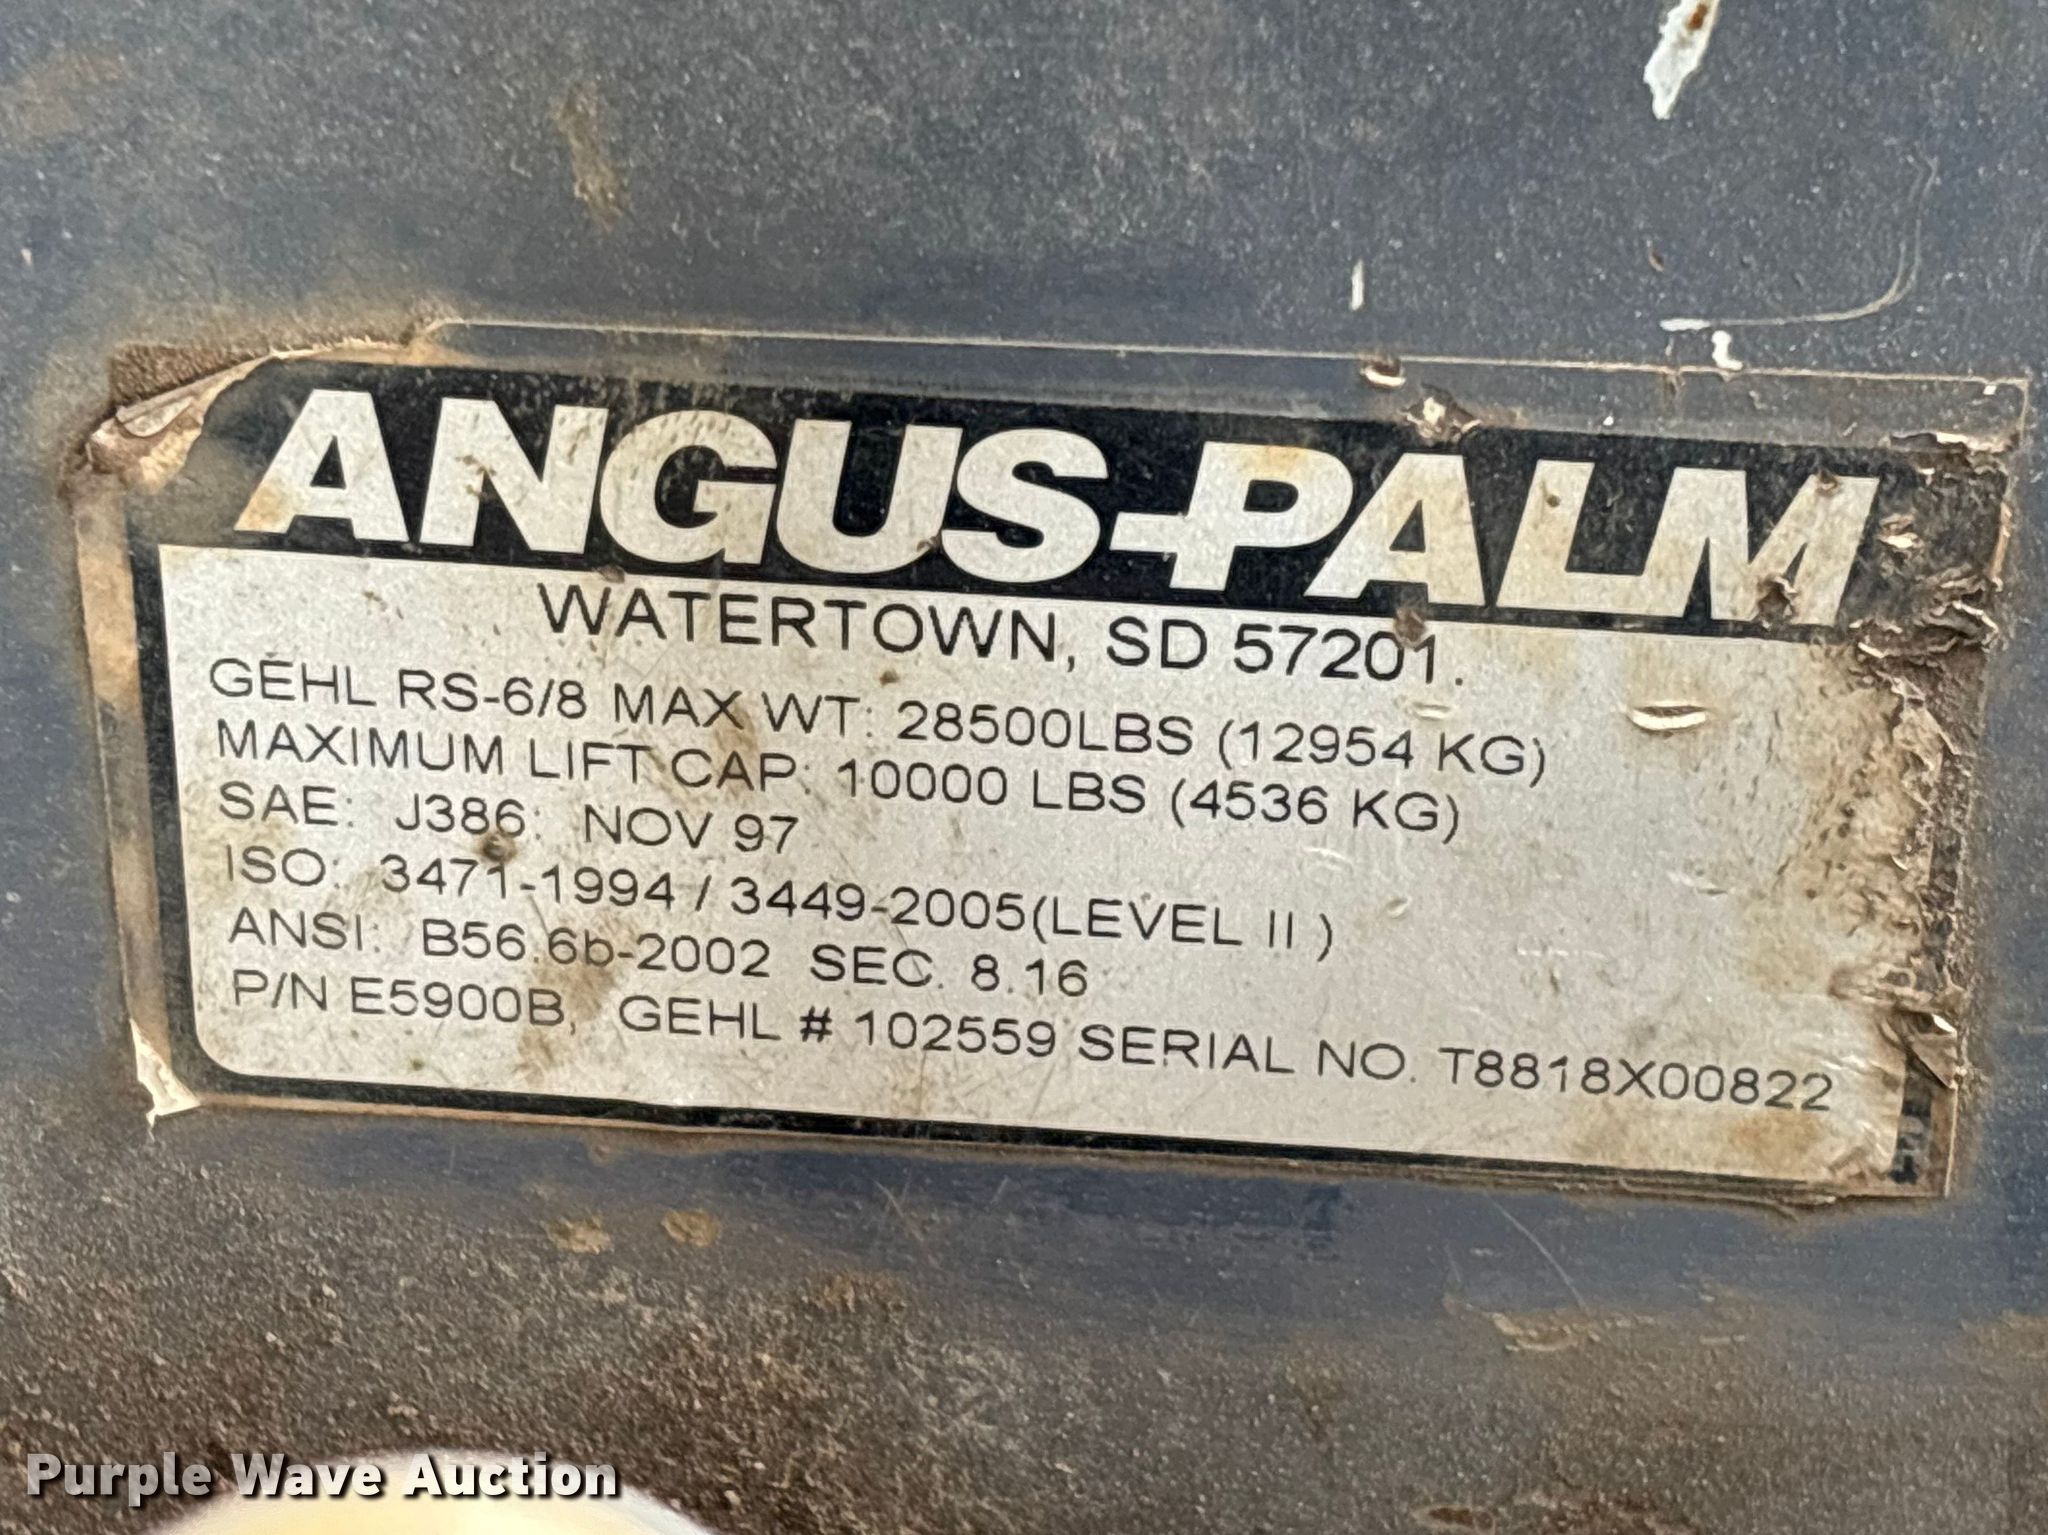 ANGUS-PALM
WATERTOWN, SD 57201.
GEHL RS-6/8 MAX WT: 28500LBS (12954 KG)
MAXIMUM LIFT CAP: 10000 LBS (4536 KG)
SAE: J386: NOV 97
ISO: 3471-1994 / 3449-2005(LEVEL II )
ANSI: B56.6b-2002 SEC. 8.16
P/N E5900B, GEHL # 102559 SERIAL NO. T8818X00822
Purple Wave Auction